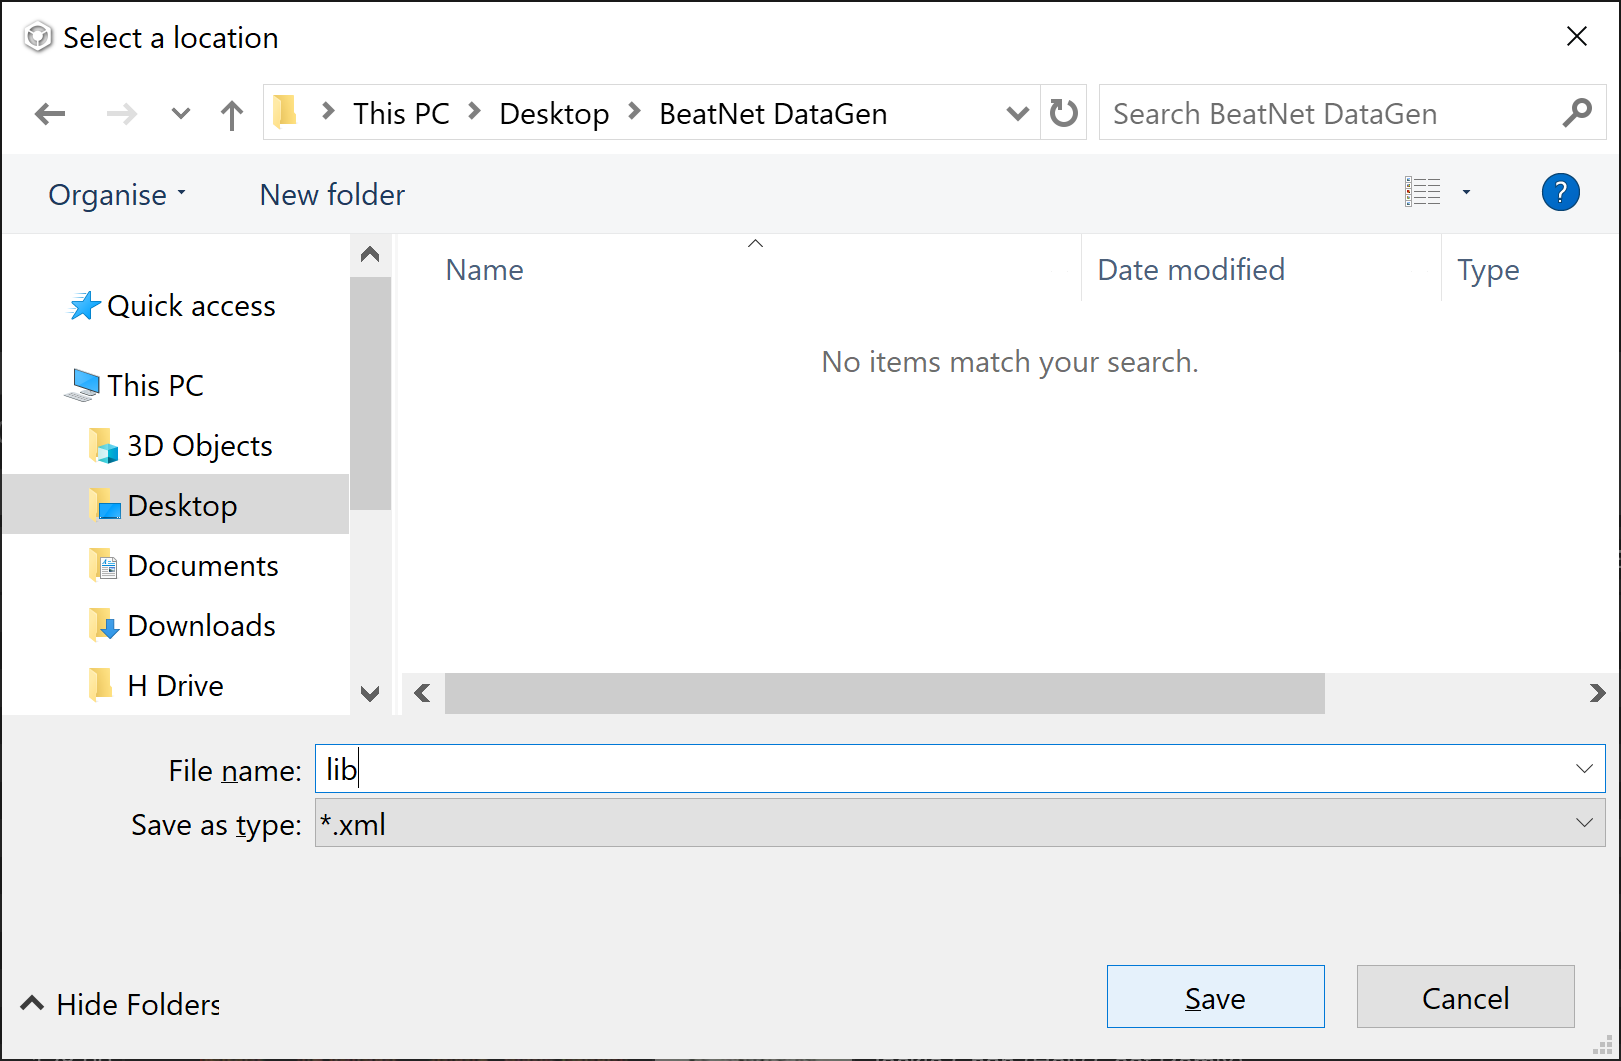 Select a location
This PC Desktop BeatNet DataGen Search BeatNet DataGen
Organise New folder ?
Name Date modified Type
No items match your search.
Quick access
This PC
3D Objects
Desktop
Documents
Downloads
H Drive
File name: lib
Save as type: *.xml
Hide Folders Save Cancel